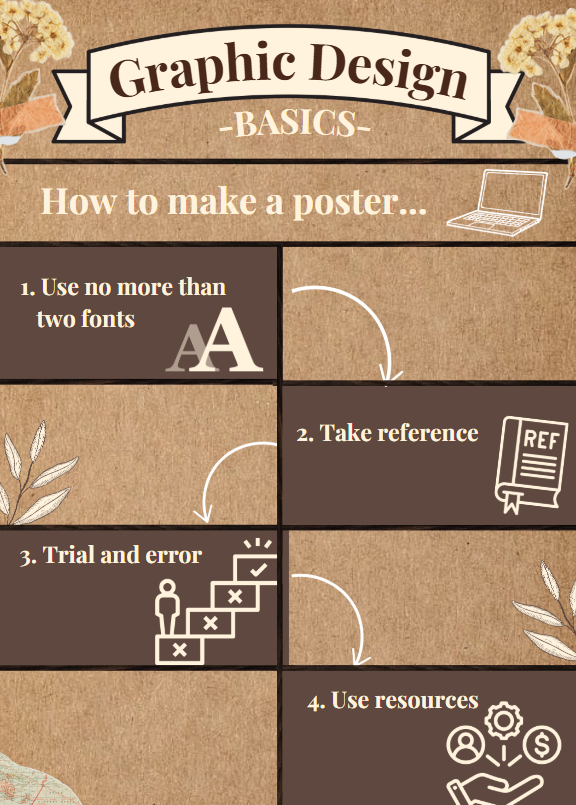 Graphic Design
-BASICS-
How to make a poster...
1. Use no more than
two fonts
AA
2. Take reference
REF
3. Trial and error
4. Use resources
$